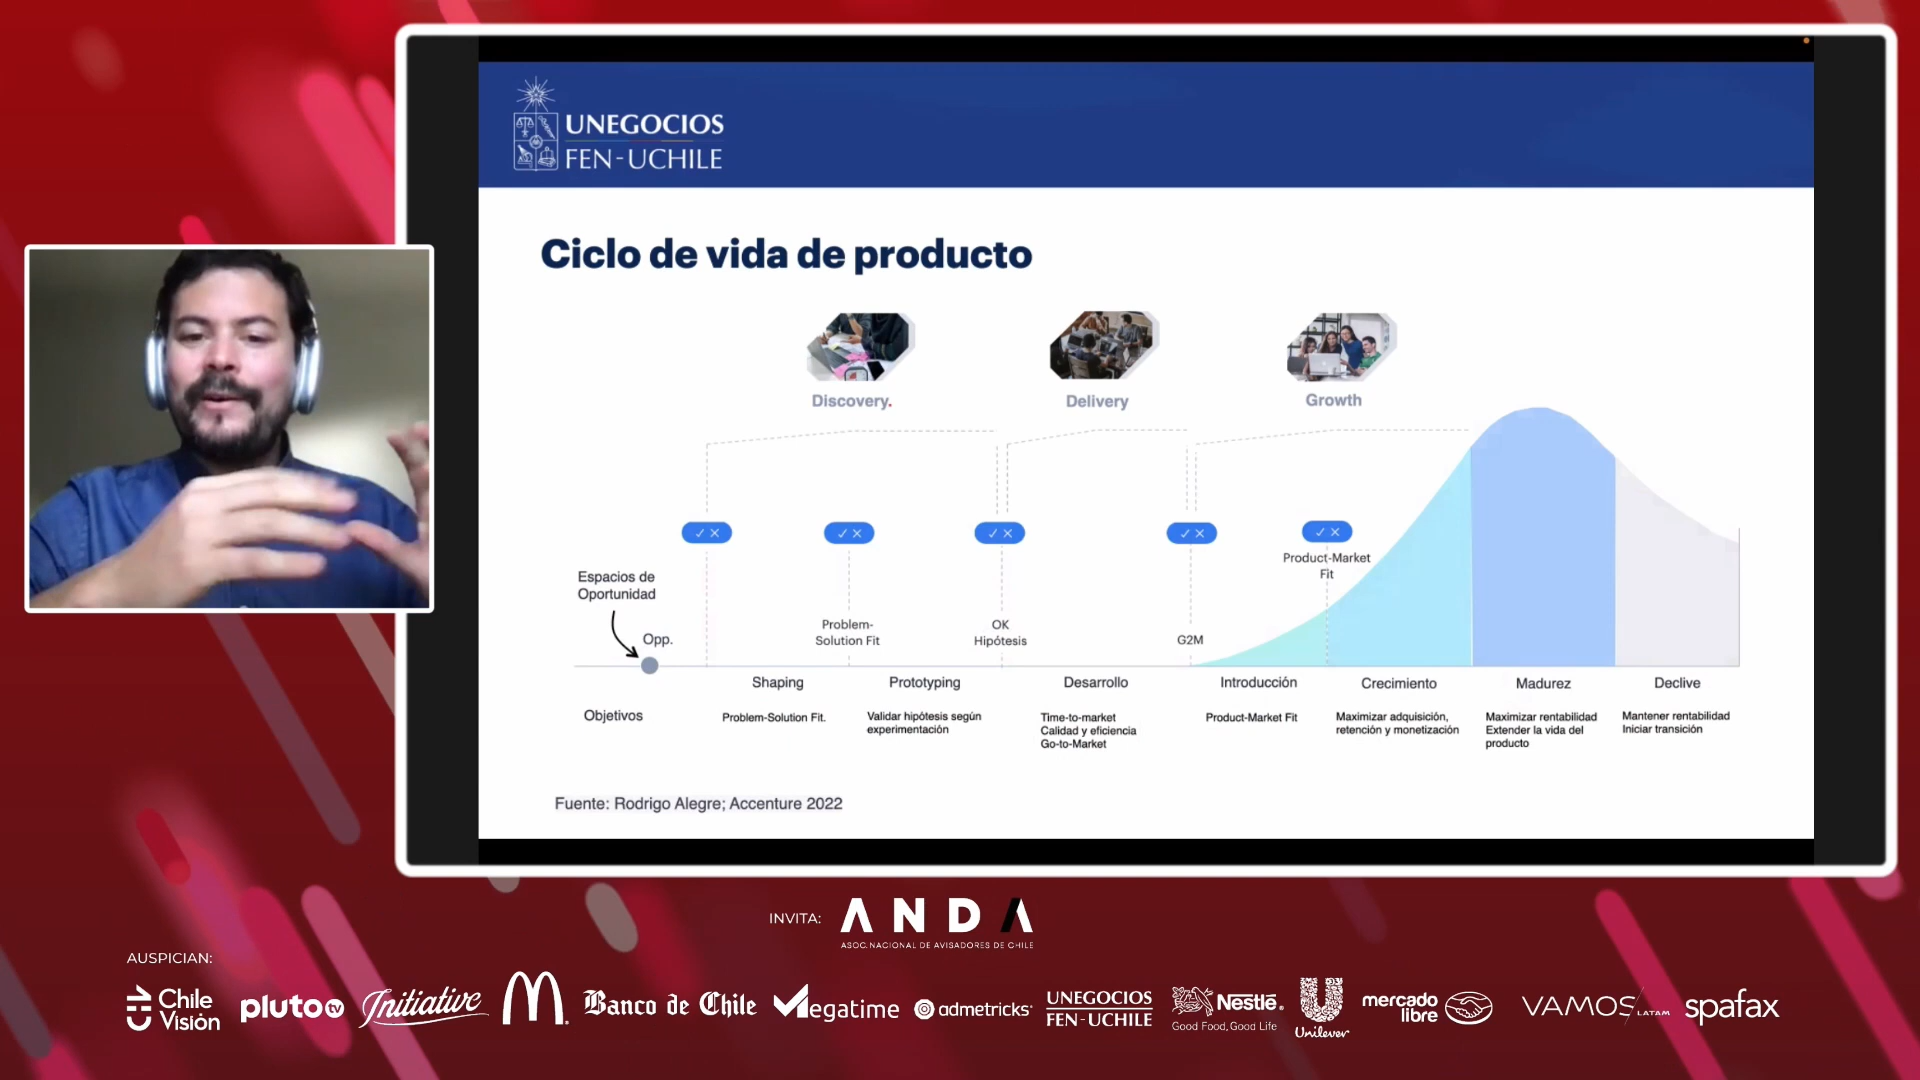 UNEGOCIOS
FEN-UCHILE
Ciclo de vida de producto
Discovery.
Delivery
Growth
Product-Market
Fit
Espacios de
Oportunidad
Opp.
Problem-
Solution Fit
OK
Hipótesis
G2M
Shaping
Prototyping
Desarrollo
Introducción
Crecimiento
Madurez
Declive
Objetivos
Problem-Solution Fit.
Validar hipótesis según
experimentación
Time-to-market
Calidad y eficiencia
Go-to-Market
Product-Market Fit
Maximizar adquisición,
retención y monetización
Maximizar rentabilidad
Extender la vida del
producto
Mantener rentabilidad
Iniciar transición
Fuente: Rodrigo Alegre; Accenture 2022
INVITA:
ANDA
ASOC.NACIONAL DE AVISADORES DE CHILE
AUSPICIAN:
Chile
Visión
pluto tv
Initiative
Banco de Chile
Megatime
admetricks
UNEGOCIOS
FEN-UCHILE
Nestlé
Good Food, Good Life
Unilever
mercado
libre
VAMOS/LATAM
spafax